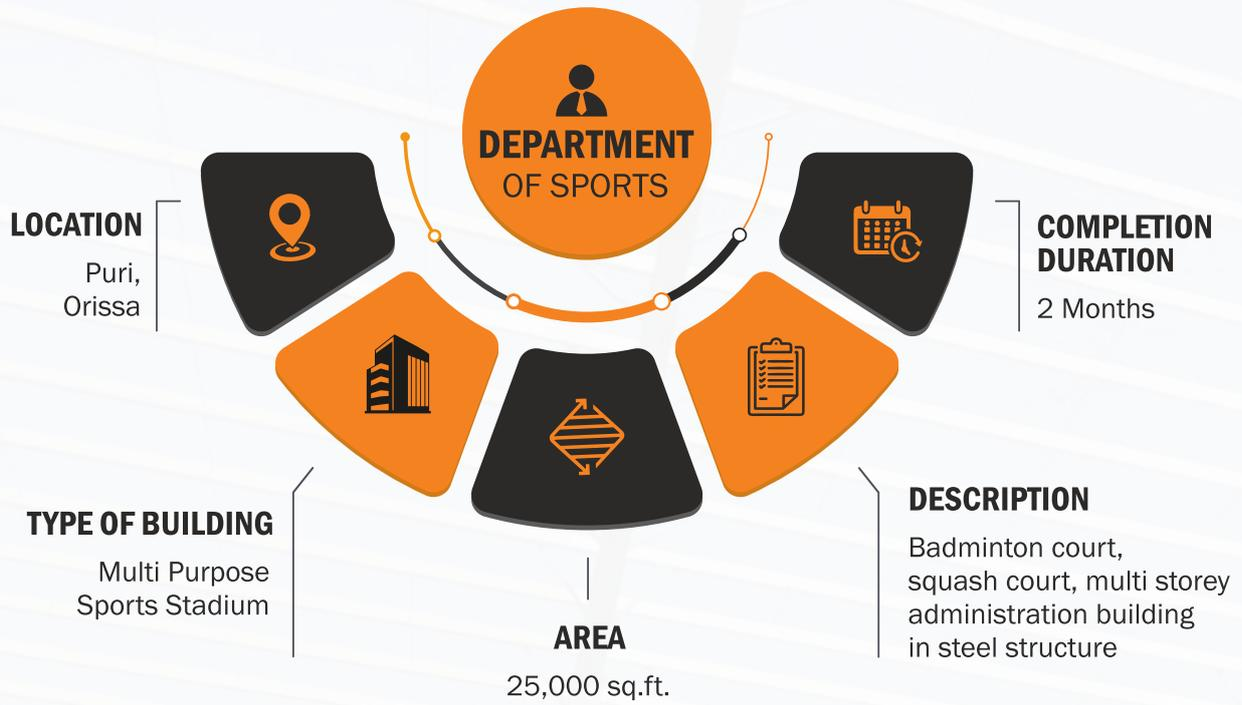 DEPARTMENT
OF SPORTS
LOCATION
Puri,
Orissa
TYPE OF BUILDING
Multi Purpose
Sports Stadium
AREA
25,000 sq.ft.
DESCRIPTION
Badminton court,
squash court, multi storey
administration building
in steel structure
COMPLETION
DURATION
2 Months